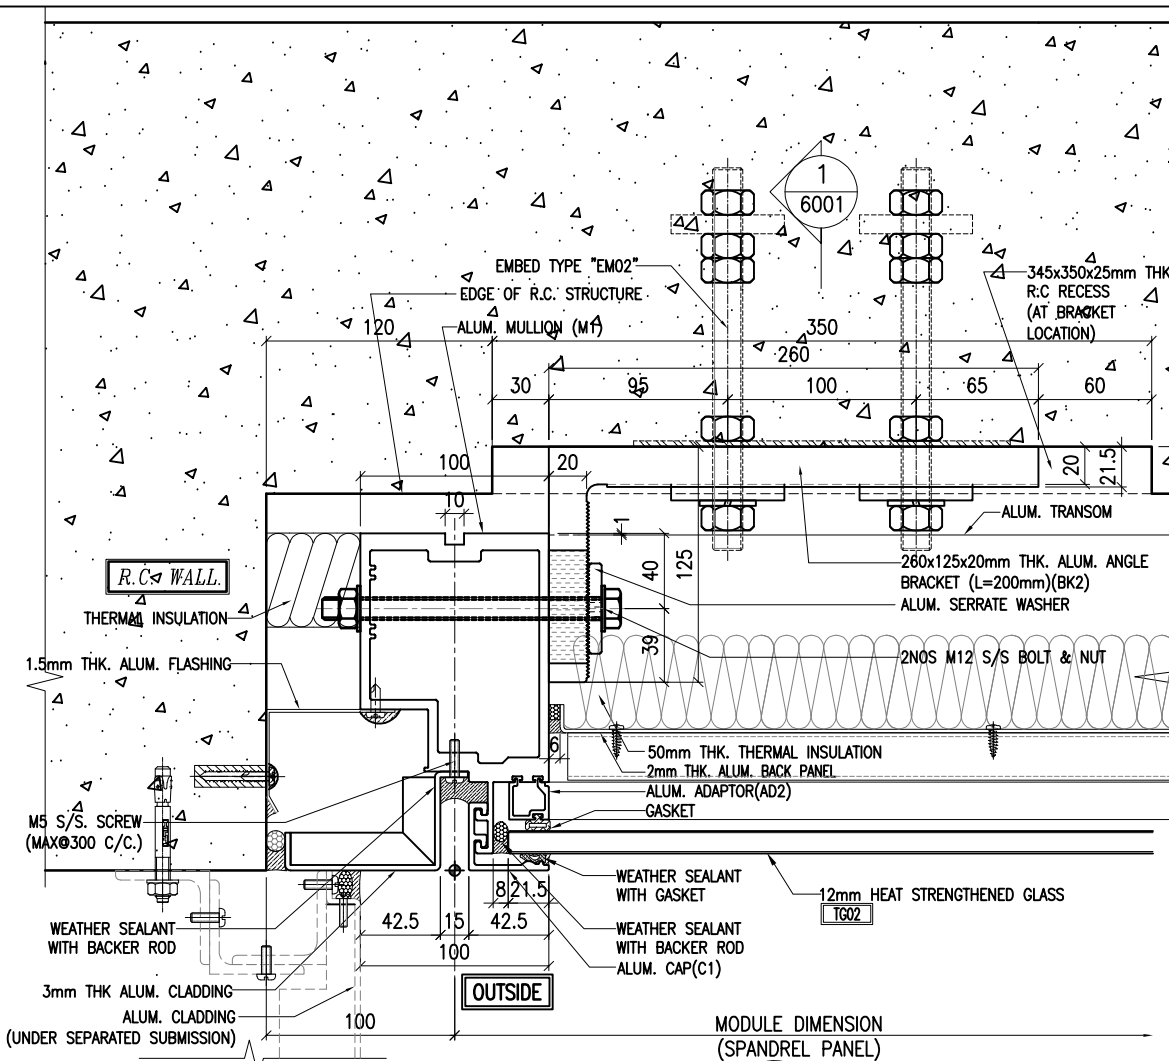 1
6001
EMBED TYPE "EM02"
EDGE OF R.C. STRUCTURE
ALUM. MULLION (M1)
345x350x25mm THK
R.C RECESS
(AT BRACKET
LOCATION)
120
350
260
30
95
100
65
60
100
20
10
20
21.5
1
ALUM. TRANSOM
40
125
39
260x125x20mm THK. ALUM. ANGLE
BRACKET (L=200mm)(BK2)
ALUM. SERRATE WASHER
R.C. WALL.
THERMAL INSULATION
1.5mm THK. ALUM. FLASHING
2NOS M12 S/S BOLT & NUT
6
50mm THK. THERMAL INSULATION
2mm THK. ALUM. BACK PANEL
ALUM. ADAPTOR(AD2)
GASKET
M5 S/S. SCREW
(MAX@300 C/C.)
WEATHER SEALANT
WITH GASKET
8
21.5
12mm HEAT STRENGTHENED GLASS
TG02
WEATHER SEALANT
WITH BACKER ROD
42.5
15
42.5
WEATHER SEALANT
WITH BACKER ROD
100
ALUM. CAP(C1)
3mm THK ALUM. CLADDING
OUTSIDE
ALUM. CLADDING
(UNDER SEPARATED SUBMISSION)
100
MODULE DIMENSION
(SPANDREL PANEL)